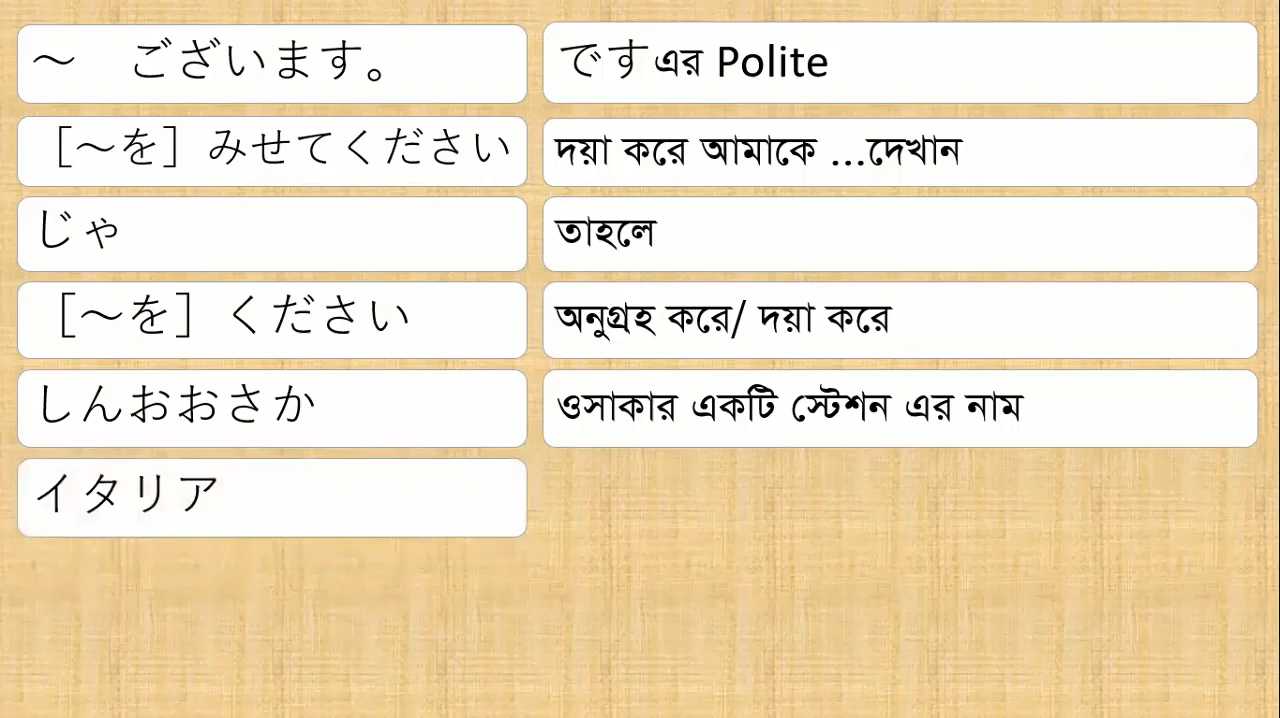 ～　ございます。
ですএর Polite
［～を］みせてください
দয়া করে আমাকে ...দেখান
じゃ
তাহলে
［～を］ください
অনুগ্রহ করে/ দয়া করে
しんおおさか
ওসাকার একটি স্টেশন এর নাম
イタリア